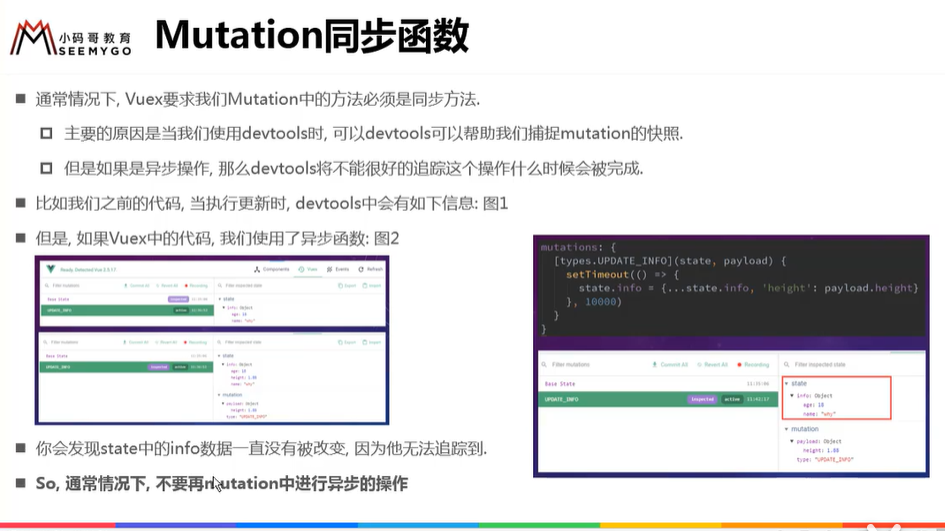 小码哥教育
SEEMYGO
Mutation同步函数
通常情况下, Vuex要求我们Mutation中的方法必须是同步方法.
主要的原因是当我们使用devtools时, 可以devtools可以帮助我们捕捉mutation的快照.
但是如果是异步操作, 那么devtools将不能很好的追踪这个操作什么时候会被完成.
比如我们之前的代码, 当执行更新时, devtools中会有如下信息: 图1
但是, 如果Vuex中的代码, 我们使用了异步函数: 图2
Ready. Detected Vue 2.5.17. Components Vuex Events Refresh
Filter mutations Commit All Revert All Recording Filter inspected state Export Import
Base State inspected state
UPDATE_INFO active info: Object
age: 18
name: "why"
Filter mutations Commit All Revert All Recording Filter inspected state Export Import
Base State state
UPDATE_INFO inspected active info: Object
age: 18
height: 1.88
name: "why"
mutation
payload: Object
height: 1.88
type: "UPDATE_INFO"
mutations: {
[types.UPDATE_INFO](state, payload) {
setTimeout(() => {
state.info = {...state.info, 'height': payload.height}
}, 10000)
}
}
Filter mutations Commit All Revert All Recording Filter inspected state
Base State state
UPDATE_INFO inspected active info: Object
age: 18
name: "why"
mutation
payload: Object
height: 1.88
type: "UPDATE_INFO"
你会发现state中的info数据一直没有被改变, 因为他无法追踪到.
So, 通常情况下, 不要再mutation中进行异步的操作